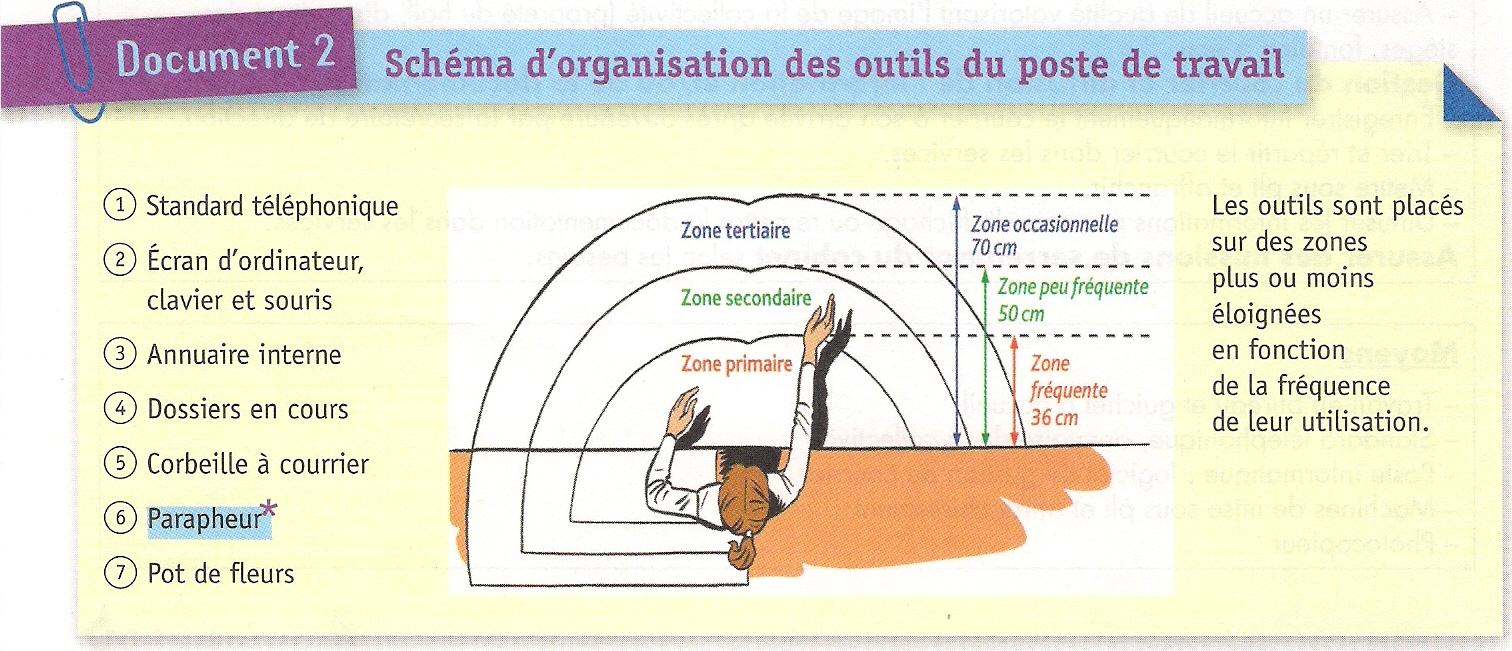 Document 2
Schéma d'organisation des outils du poste de travail
1 Standard téléphonique
2 Écran d'ordinateur,
clavier et souris
3 Annuaire interne
4 Dossiers en cours
5 Corbeille à courrier
6 Parapheur*
7 Pot de fleurs
Zone tertiaire
Zone secondaire
Zone primaire
Zone occasionnelle
70 cm
Zone peu fréquente
50 cm
Zone
fréquente
36 cm
Les outils sont placés
sur des zones
plus ou moins
éloignées
en fonction
de la fréquence
de leur utilisation.